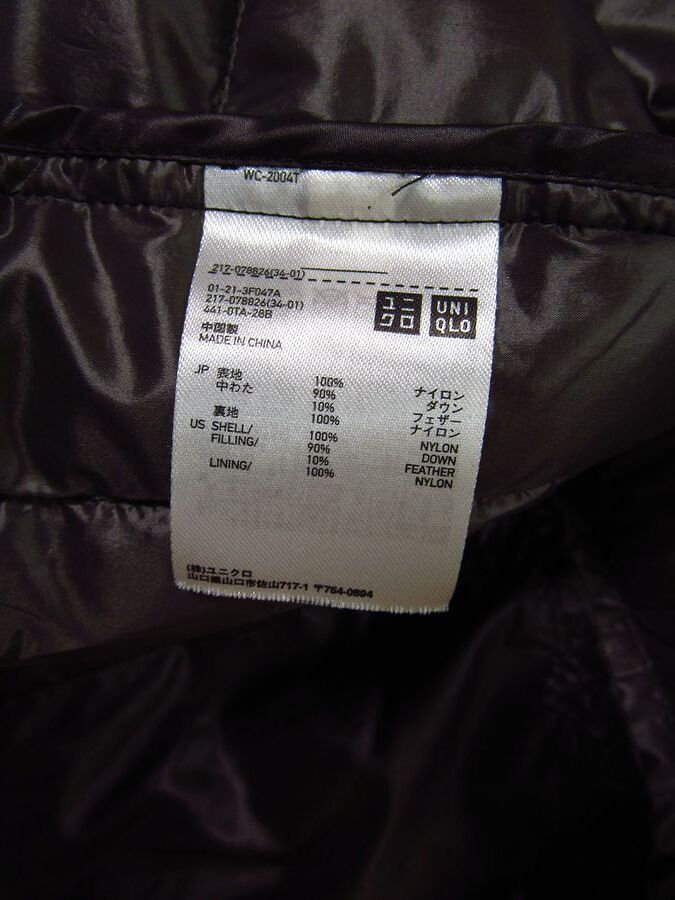 WC-2004T
217-078826(34-01)
01-21-3F047A
217-078826(34-01)
441-0TA-28B
ユニクロ
UNIQLO
中国製
MADE IN CHINA
JP 表地 100% ナイロン
中わた 90% ダウン
10% フェザー
裏地 100% ナイロン
US SHELL/ 100% NYLON
FILLING/ 90% DOWN
10% FEATHER
LINING/ 100% NYLON
(株)ユニクロ
山口県山口市佐山717-1 〒754-0894